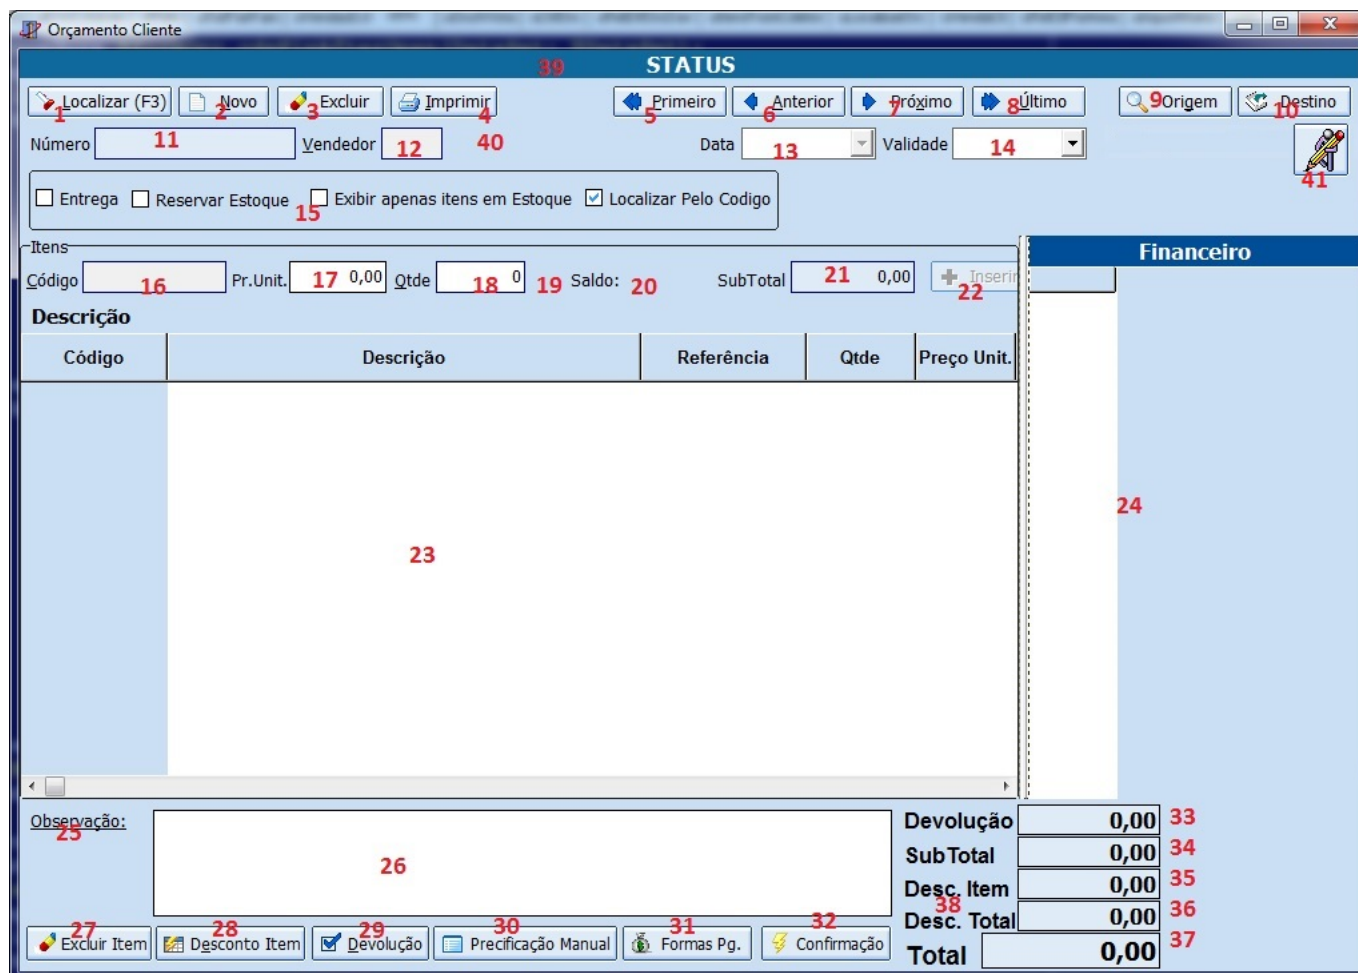 Orçamento Cliente
39 STATUS
Localizar (F3) Novo Excluir Imprimir Primeiro Anterior Próximo Último Origem Destino
1 2 3 4 5 6 7 8 9 10
Número 11 Vendedor 12 40 Data 13 Validade 14
41
Entrega Reservar Estoque 15 Exibir apenas itens em Estoque Localizar Pelo Codigo
Itens Financeiro
Código 16 Pr.Unit. 17 0,00 Qtde 18 0 19 Saldo: 20 SubTotal 21 0,00 Inserir 22
Descrição
Código Descrição Referência Qtde Preço Unit.
24
23
Observação: 25
26
Devolução 0,00 33
SubTotal 0,00 34
Desc. Item 0,00 35
38
Desc. Total 0,00 36
Total 0,00 37
27 28 29 30 31 32
Excluir Item Desconto Item Devolução Precificação Manual Formas Pg. Confirmação